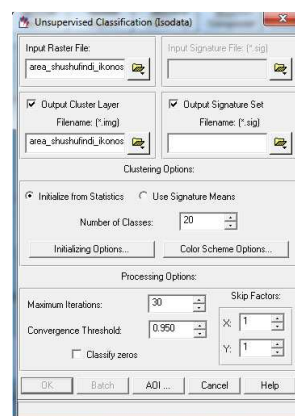 Unsupervised Classification (Isodata)
Input Raster File: Input Signature File: (*.sig)
area_shushufindi_ikonos
Output Cluster Layer Output Signature Set
Filename: (*.img) Filename: (*.sig)
area_shushufindi_ikonos
Clustering Options:
Initialize from Statistics Use Signature Means
Number of Classes: 20
Initializing Options... Color Scheme Options...
Processing Options:
Maximum Iterations: 30 Skip Factors:
Convergence Threshold: 0.950 X: 1
Classify zeros Y: 1
OK Batch AOI ... Cancel Help